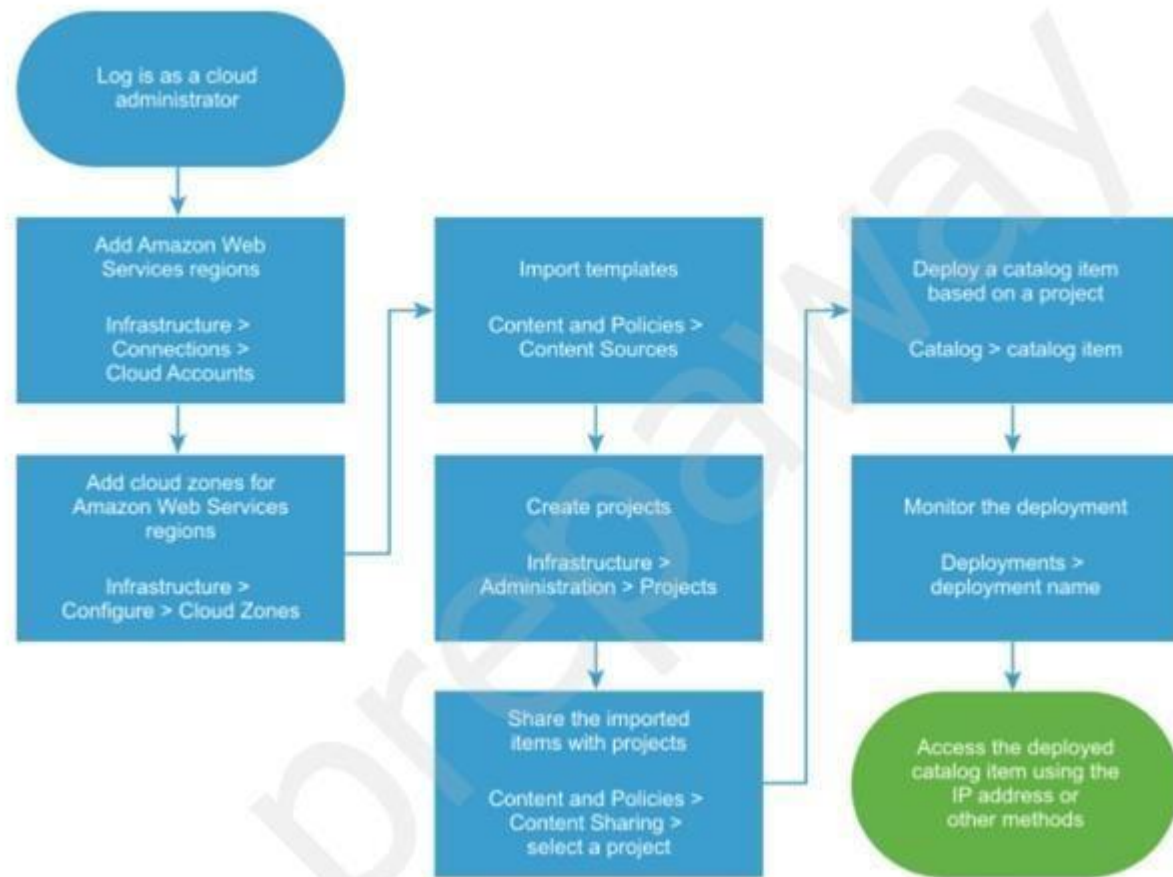 Log is as a cloud
administrator
Add Amazon Web
Services regions
Infrastructure >
Connections >
Cloud Accounts
Add cloud zones for
Amazon Web Services
regions
Infrastructure >
Configure > Cloud Zones
Import templates
Content and Policies >
Content Sources
Create projects
Infrastructure >
Administration > Projects
Share the imported
items with projects
Content and Policies >
Content Sharing >
select a project
Deploy a catalog item
based on a project
Catalog > catalog item
Monitor the deployment
Deployments >
deployment name
Access the deployed
catalog item using the
IP address or
other methods
prepaway